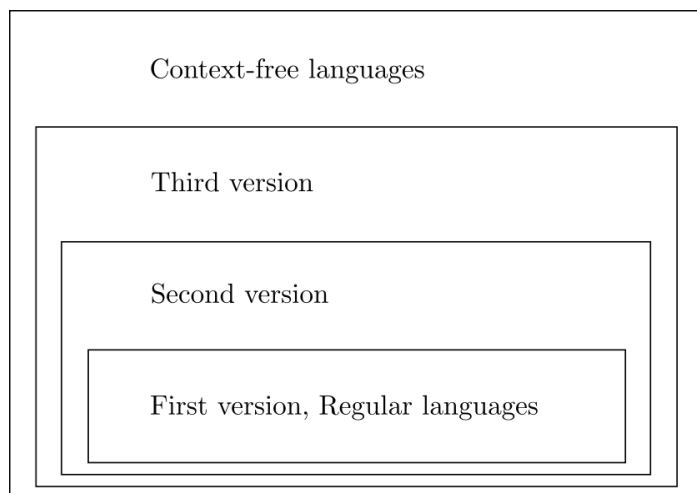 Context-free languages
Third version
Second version
First version, Regular languages